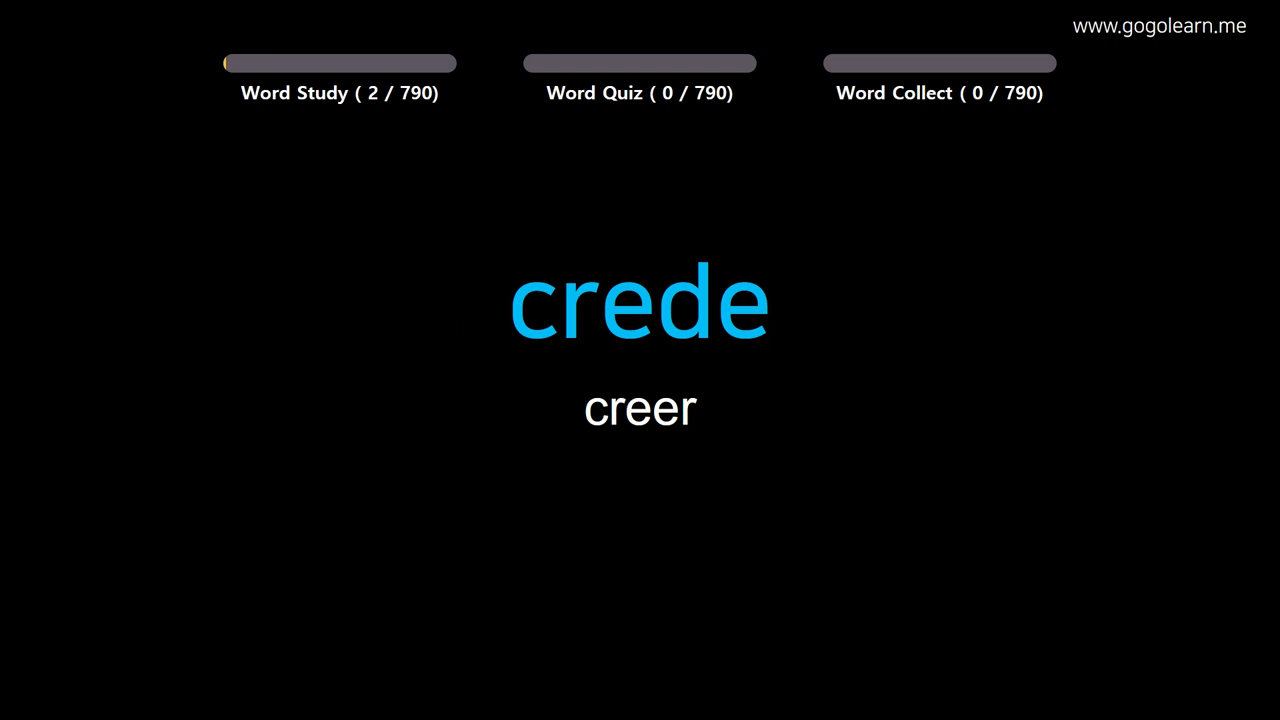 www.gogolearn.me
Word Study ( 2 / 790)
Word Quiz ( 0 / 790)
Word Collect ( 0 / 790)
crede
creer